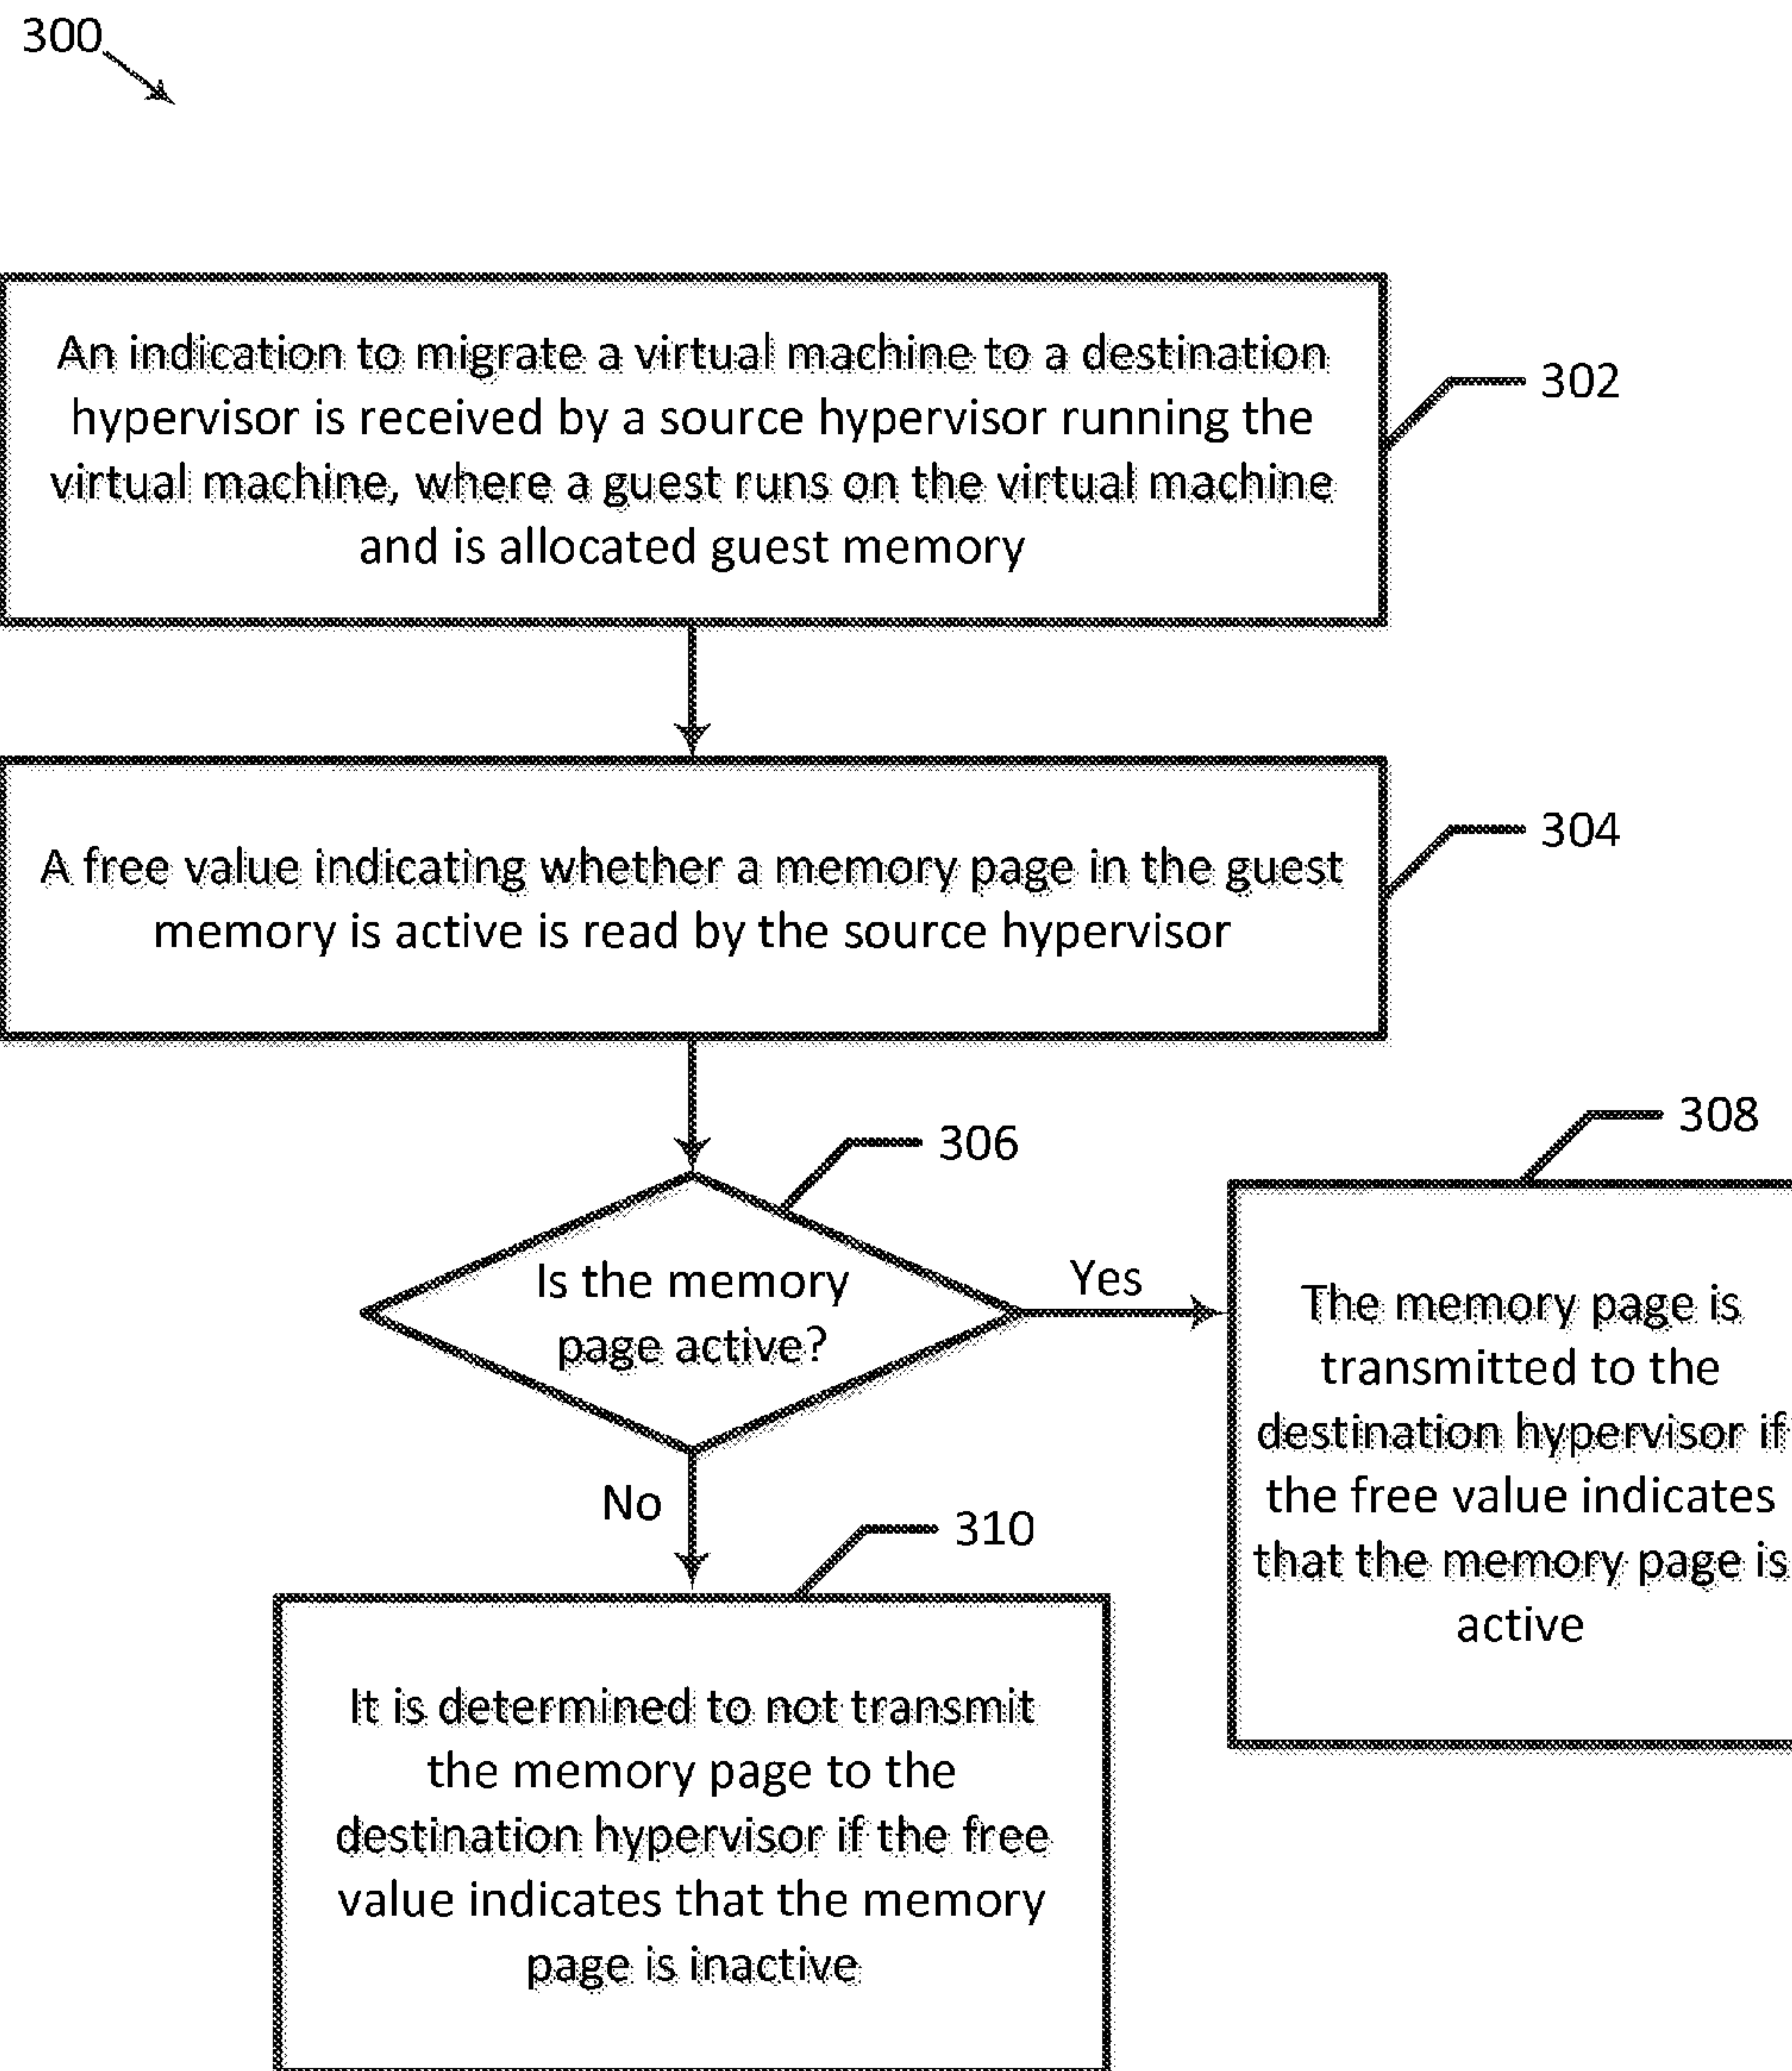 300
An indication to migrate a virtual machine to a destination
hypervisor is received by a source hypervisor running the
virtual machine, where a guest runs on the virtual machine
and is allocated guest memory
302
A free value indicating whether a memory page in the guest
memory is active is read by the source hypervisor
304
306
Is the memory
page active?
Yes
308
The memory page is
transmitted to the
destination hypervisor if
the free value indicates
that the memory page is
active
No
310
It is determined to not transmit
the memory page to the
destination hypervisor if the free
value indicates that the memory
page is inactive